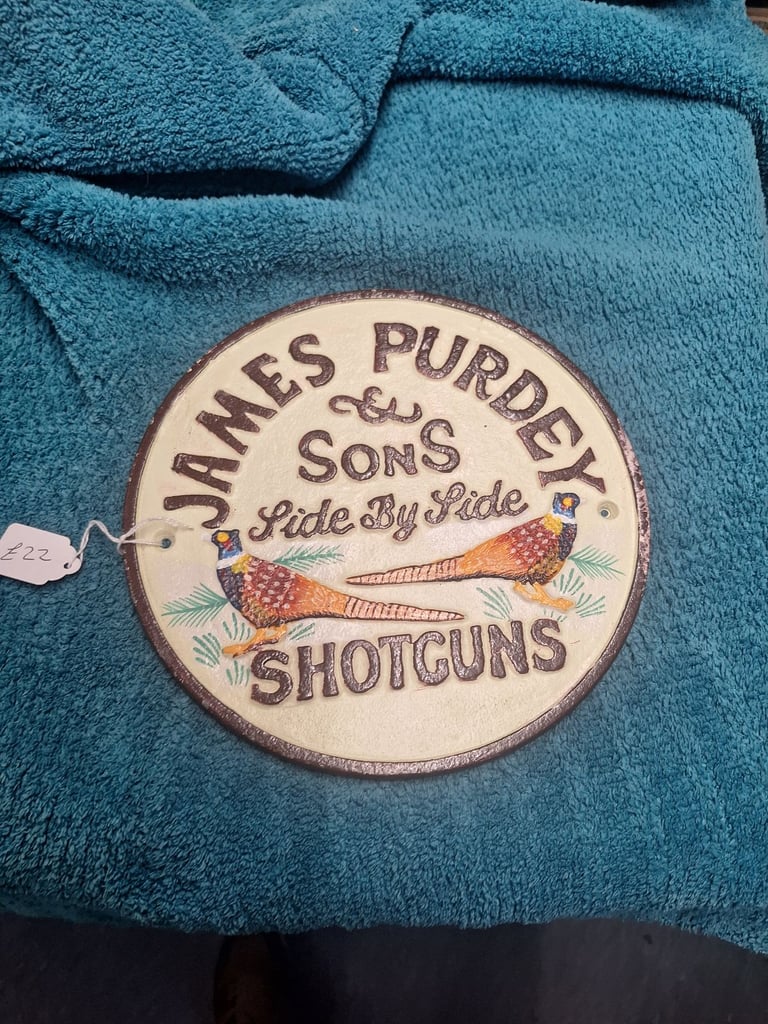 JAMES PURDEY
&
SONS
Side By Side
SHOTGUNS
£22